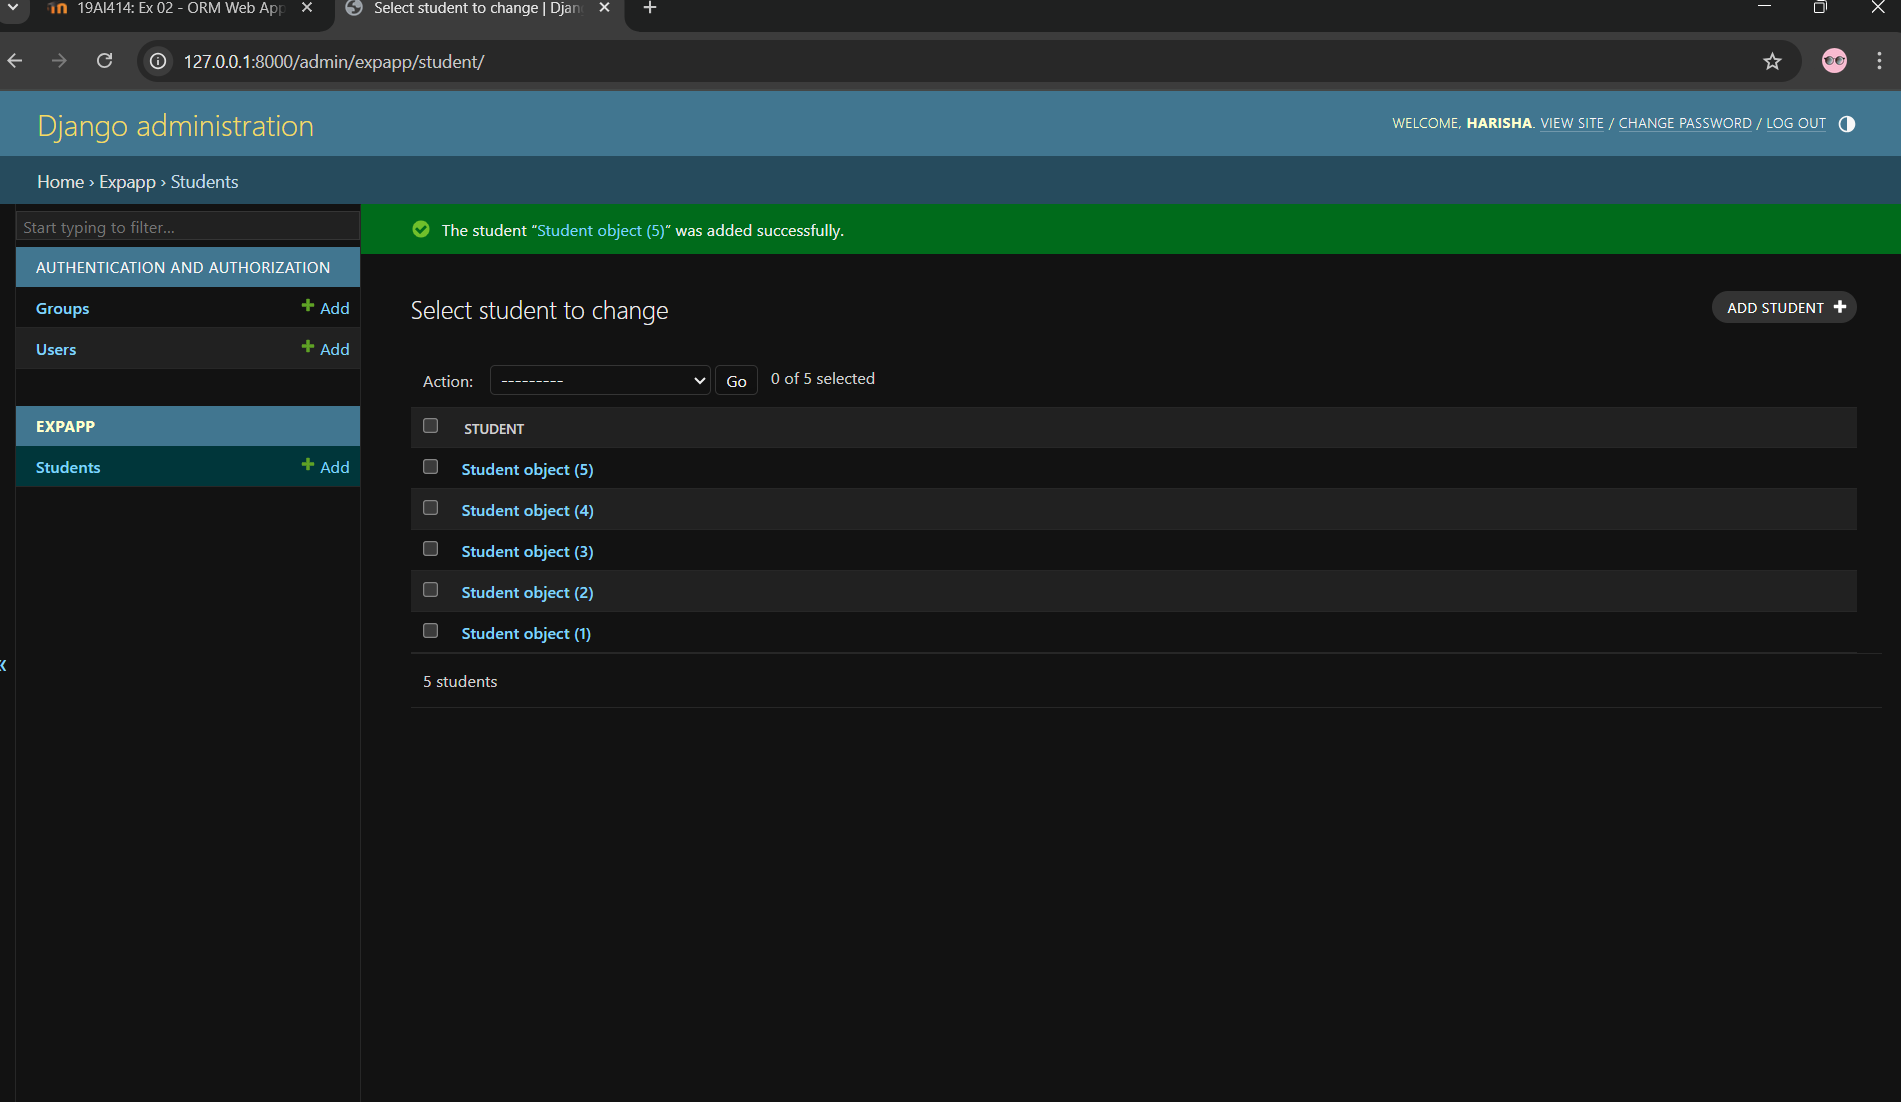 19AI414: Ex 02 - ORM Web App
Select student to change | Djan
127.0.0.1:8000/admin/expapp/student/
Django administration
WELCOME, HARISHA. VIEW SITE / CHANGE PASSWORD / LOG OUT
Home › Expapp › Students
Start typing to filter...
The student “Student object (5)” was added successfully.
AUTHENTICATION AND AUTHORIZATION
Groups + Add
Users + Add
EXPAPP
Students + Add
Select student to change
ADD STUDENT +
Action: --------- Go 0 of 5 selected
STUDENT
Student object (5)
Student object (4)
Student object (3)
Student object (2)
Student object (1)
5 students